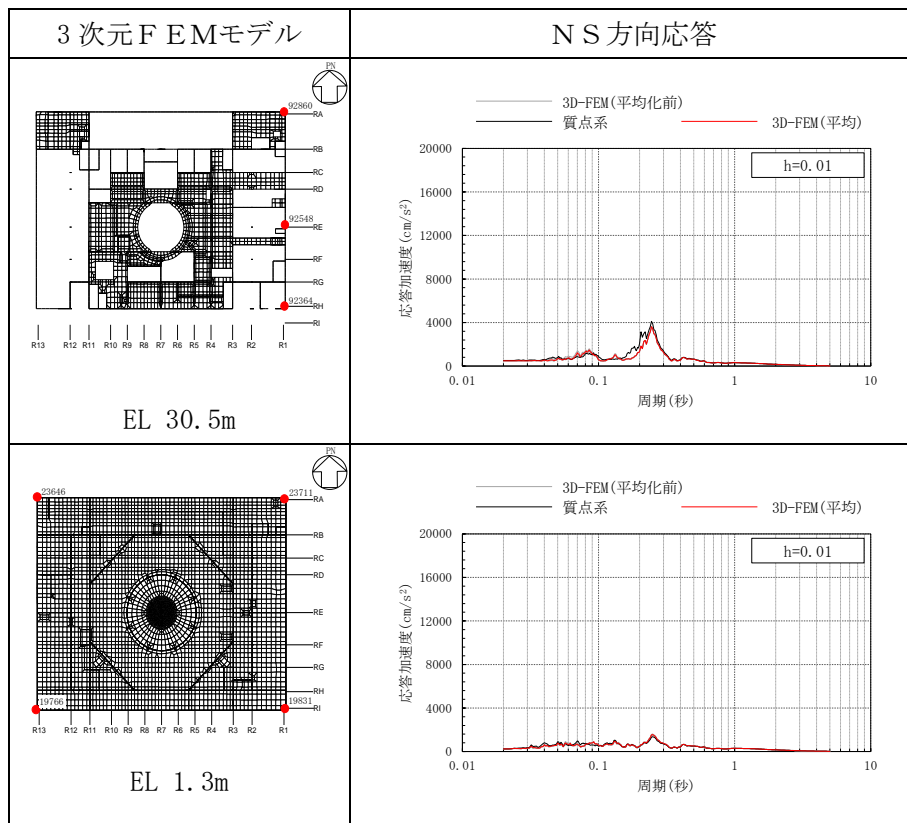 3次元FEMモデル
NS方向応答
PN
92860
RA
RB
RC
RD
92548
RE
RF
RG
92364
RH
RI
R13 R12 R11 R10 R9 R8 R7 R6 R5 R4 R3 R2 R1
EL 30.5m
3D-FEM(平均化前)
質点系 3D-FEM(平均)
h=0.01
応答加速度(cm/s²)
20000
16000
12000
8000
4000
0
0.01 0.1 1 10
周期(秒)
PN
23646 23711
RA
RB
RC
RD
RE
RF
RG
RH
19766 19831
RI
R13 R12 R11 R10 R9 R8 R7 R6 R5 R4 R3 R2 R1
EL 1.3m
3D-FEM(平均化前)
質点系 3D-FEM(平均)
h=0.01
応答加速度(cm/s²)
20000
16000
12000
8000
4000
0
0.01 0.1 1 10
周期(秒)